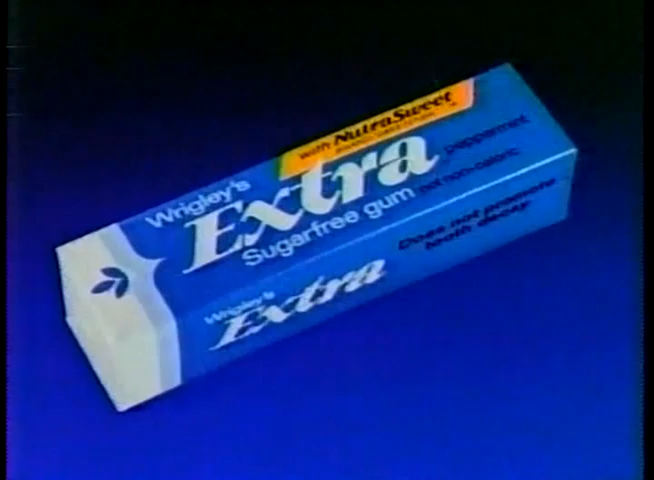 with NutraSweet
Wrigley's
Extra
peppermint
Sugarfree gum not non-caloric
Wrigley's
Extra
Does not promote
tooth decay